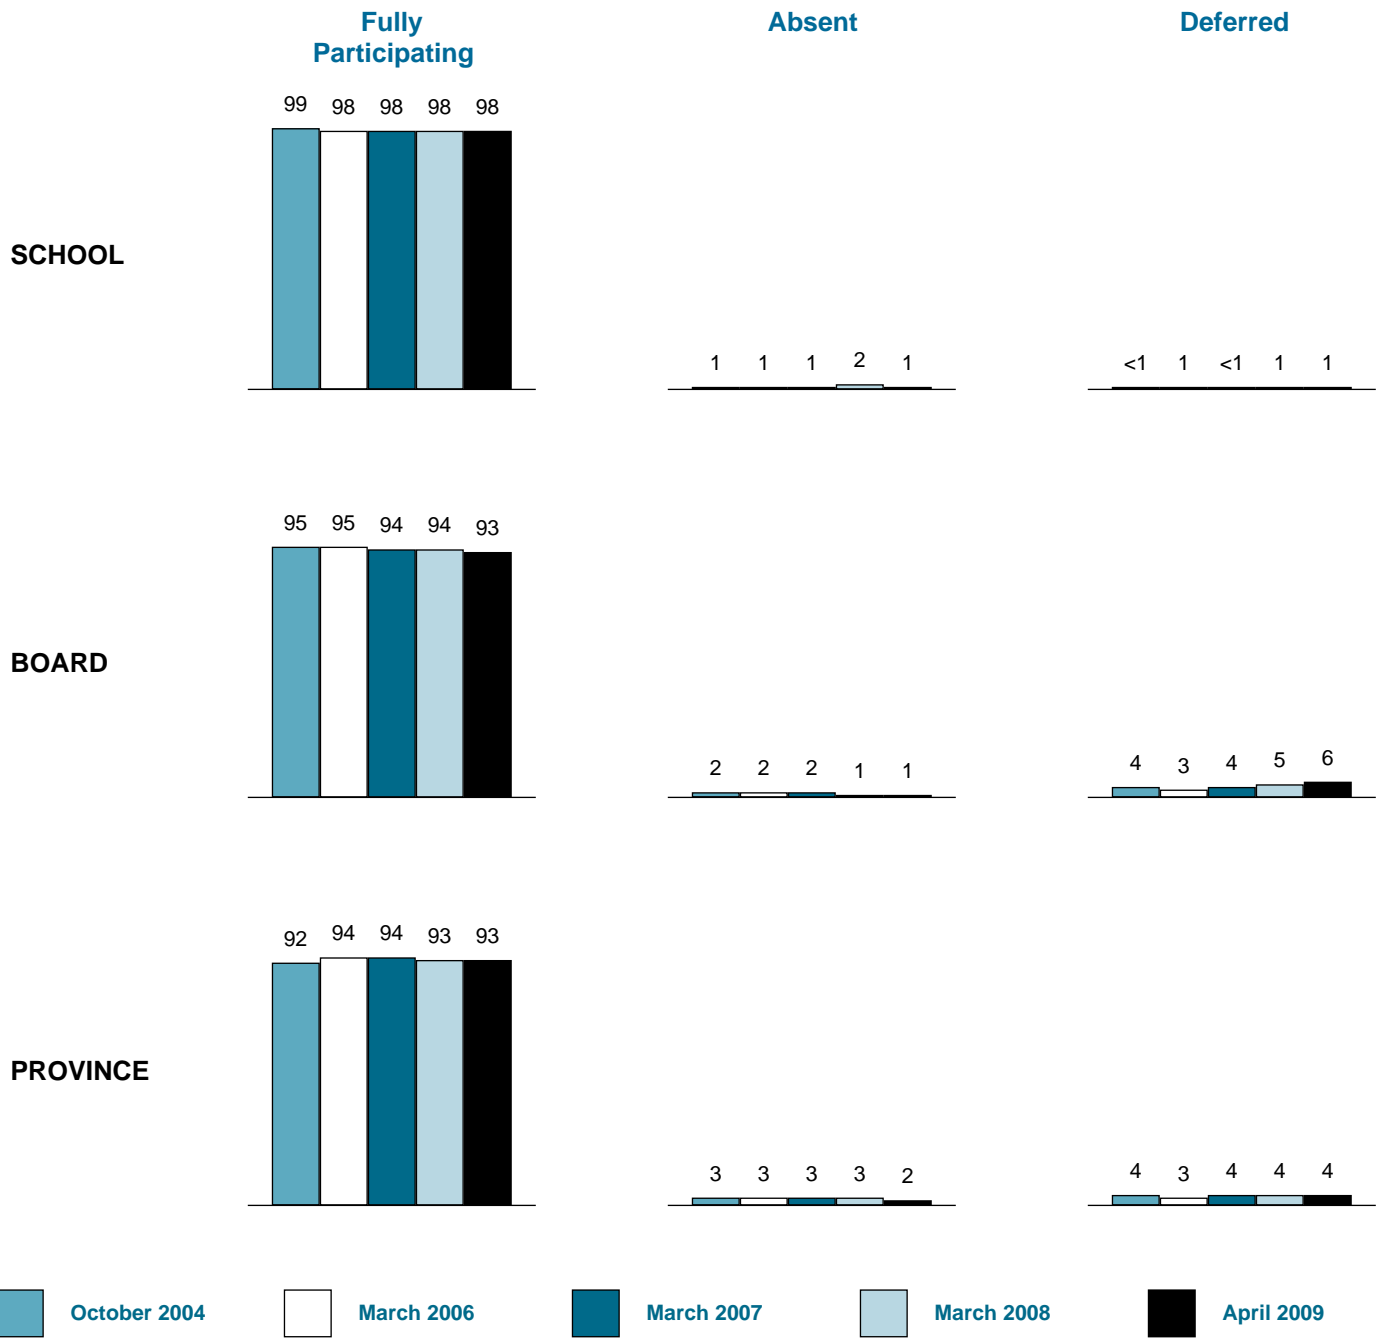 Fully
Participating
Absent
Deferred
99 98 98 98 98
SCHOOL
1 1 1 2 1
<1 1 <1 1 1
95 95 94 94 93
BOARD
2 2 2 1 1
4 3 4 5 6
92 94 94 93 93
PROVINCE
3 3 3 3 2
4 3 4 4 4
October 2004
March 2006
March 2007
March 2008
April 2009